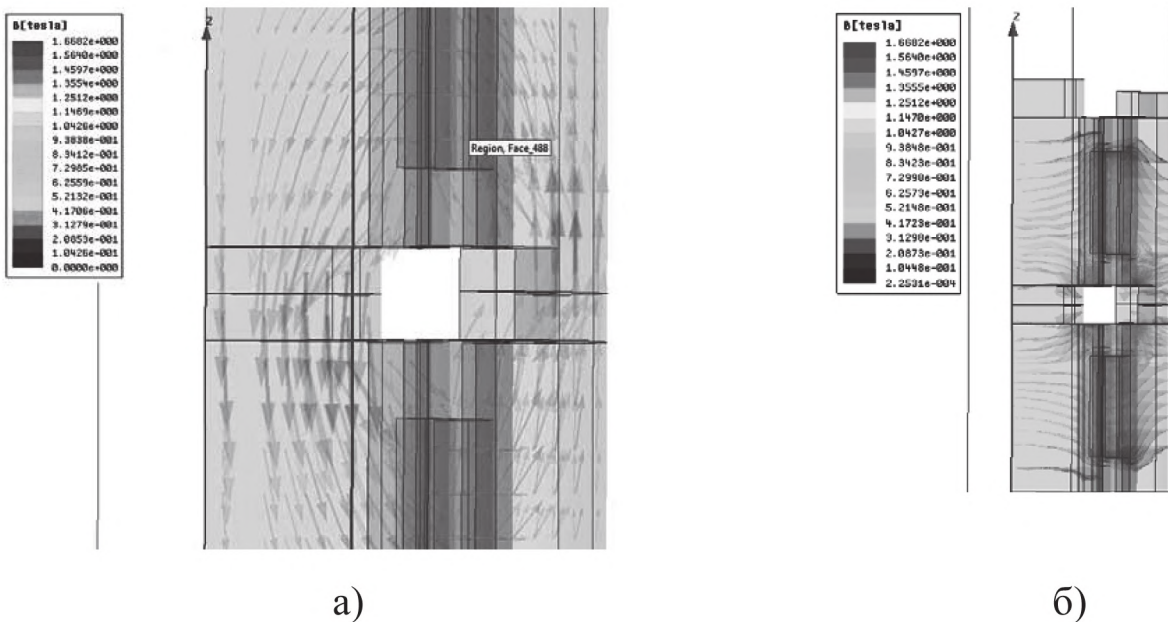 B[tesla]
1.6682e+000
1.5640e+000
1.4597e+000
1.3554e+000
1.2512e+000
1.1469e+000
1.0426e+000
9.3838e-001
8.3412e-001
7.2985e-001
6.2559e-001
5.2132e-001
4.1706e-001
3.1279e-001
2.0853e-001
1.0426e-001
0.0000e+000
Z
Region, Face_488
B[tesla]
1.6682e+000
1.5640e+000
1.4597e+000
1.3555e+000
1.2512e+000
1.1470e+000
1.0427e+000
9.3848e-001
8.3423e-001
7.2998e-001
6.2573e-001
5.2148e-001
4.1723e-001
3.1298e-001
2.0873e-001
1.0448e-001
2.2531e-004
Z
а)
б)